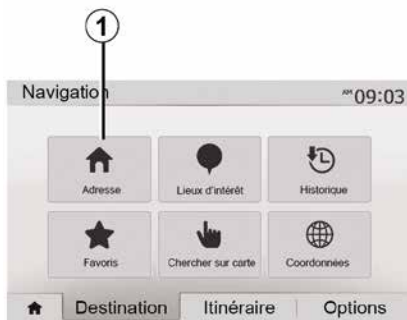 1
Navigation AM 09:03
Adresse Lieux d'intérêt Historique
Favoris Chercher sur carte Coordonnées
Destination Itinéraire Options